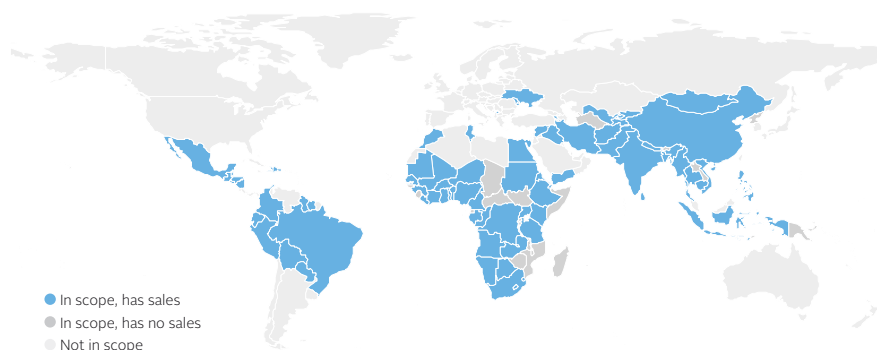 In scope, has sales
In scope, has no sales
Not in scope